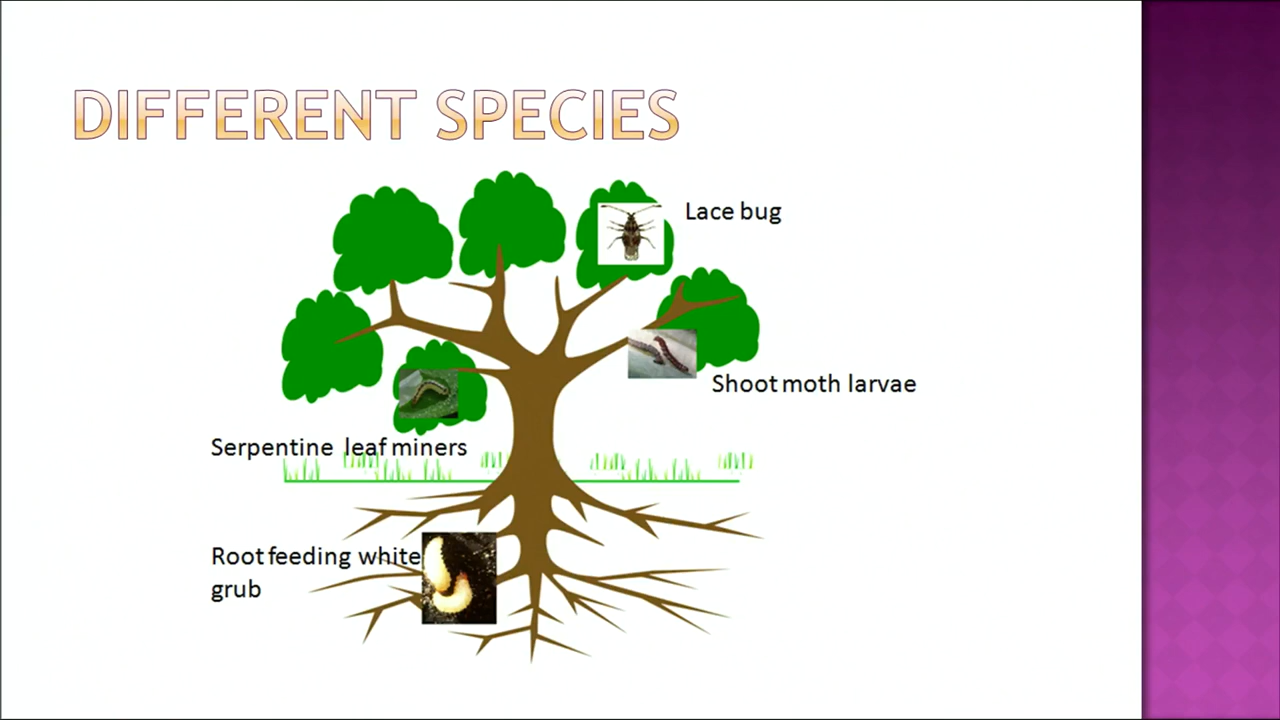 DIFFERENT SPECIES
Lace bug
Shoot moth larvae
Serpentine leaf miners
Root feeding white
grub